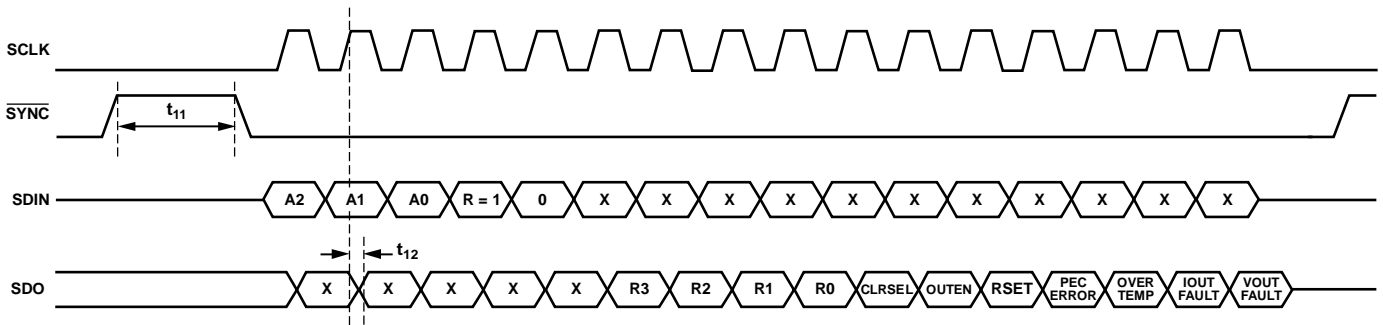 SCLK
SYNC
t11
SDIN A2 A1 A0 R = 1 0 X X X X X X X X X X X
t12
SDO X X X X X R3 R2 R1 R0 CLRSEL OUTEN RSET PEC ERROR OVER TEMP IOUT FAULT VOUT FAULT